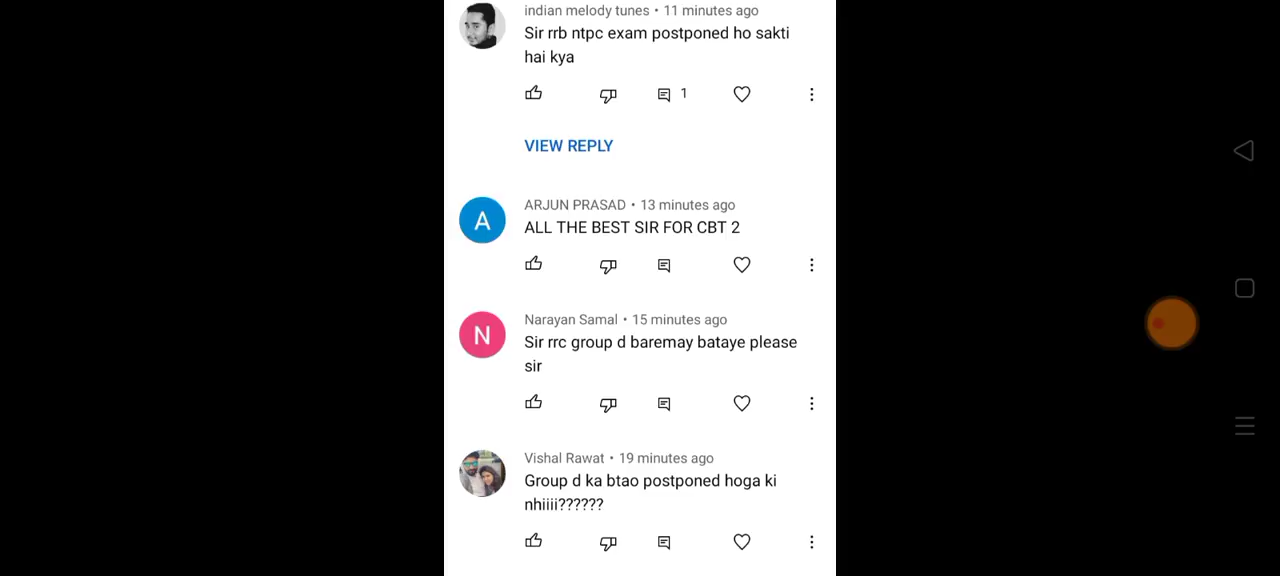 indian melody tunes • 11 minutes ago
Sir rrb ntpc exam postponed ho sakti
hai kya
1
VIEW REPLY
A
ARJUN PRASAD • 13 minutes ago
ALL THE BEST SIR FOR CBT 2
N
Narayan Samal • 15 minutes ago
Sir rrc group d baremay bataye please
sir
Vishal Rawat • 19 minutes ago
Group d ka btao postponed hoga ki
nhiiii??????